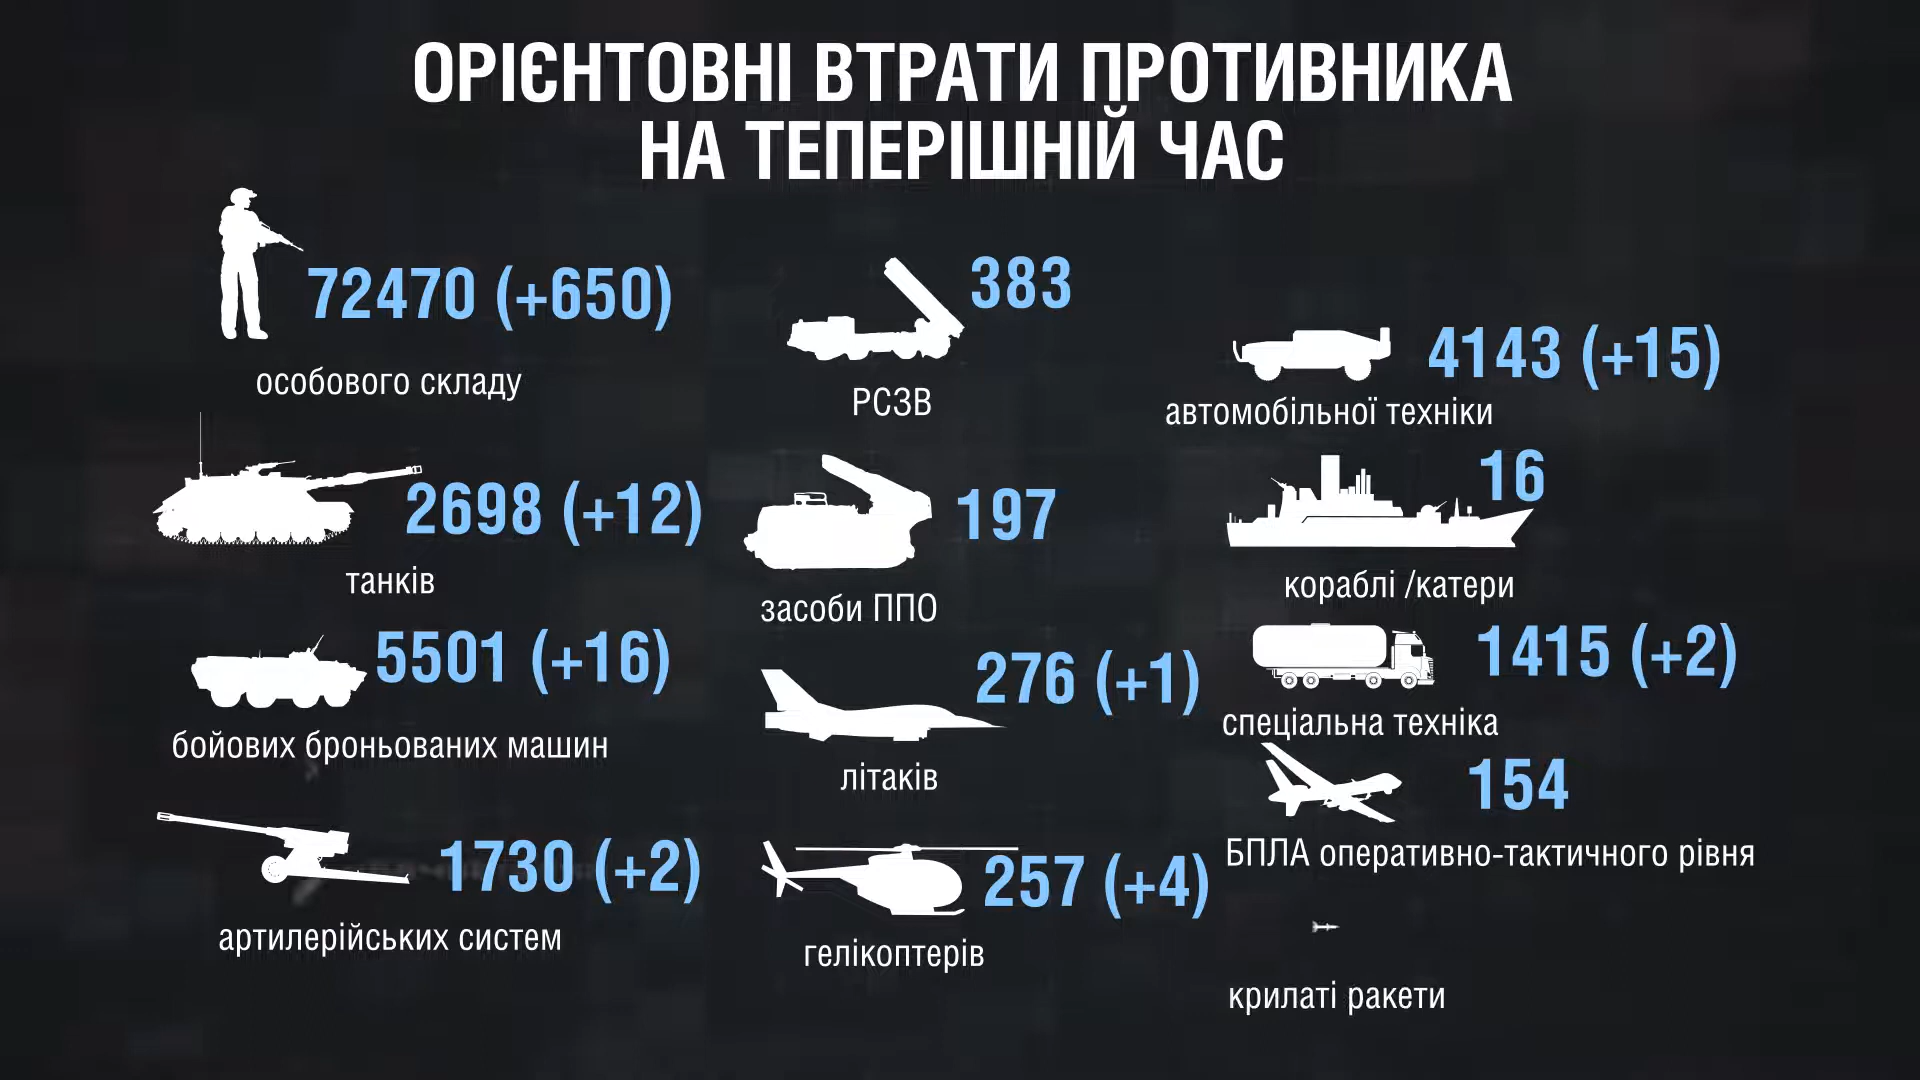 ОРІЄНТОВНІ ВТРАТИ ПРОТИВНИКА
НА ТЕПЕРІШНІЙ ЧАС
72470 (+650)
особового складу
2698 (+12)
танків
5501 (+16)
бойових броньованих машин
1730 (+2)
артилерійських систем
383
РСЗВ
197
засоби ППО
276 (+1)
літаків
257 (+4)
гелікоптерів
4143 (+15)
автомобільної техніки
16
кораблі /катери
1415 (+2)
спеціальна техніка
154
БПЛА оперативно-тактичного рівня
крилаті ракети